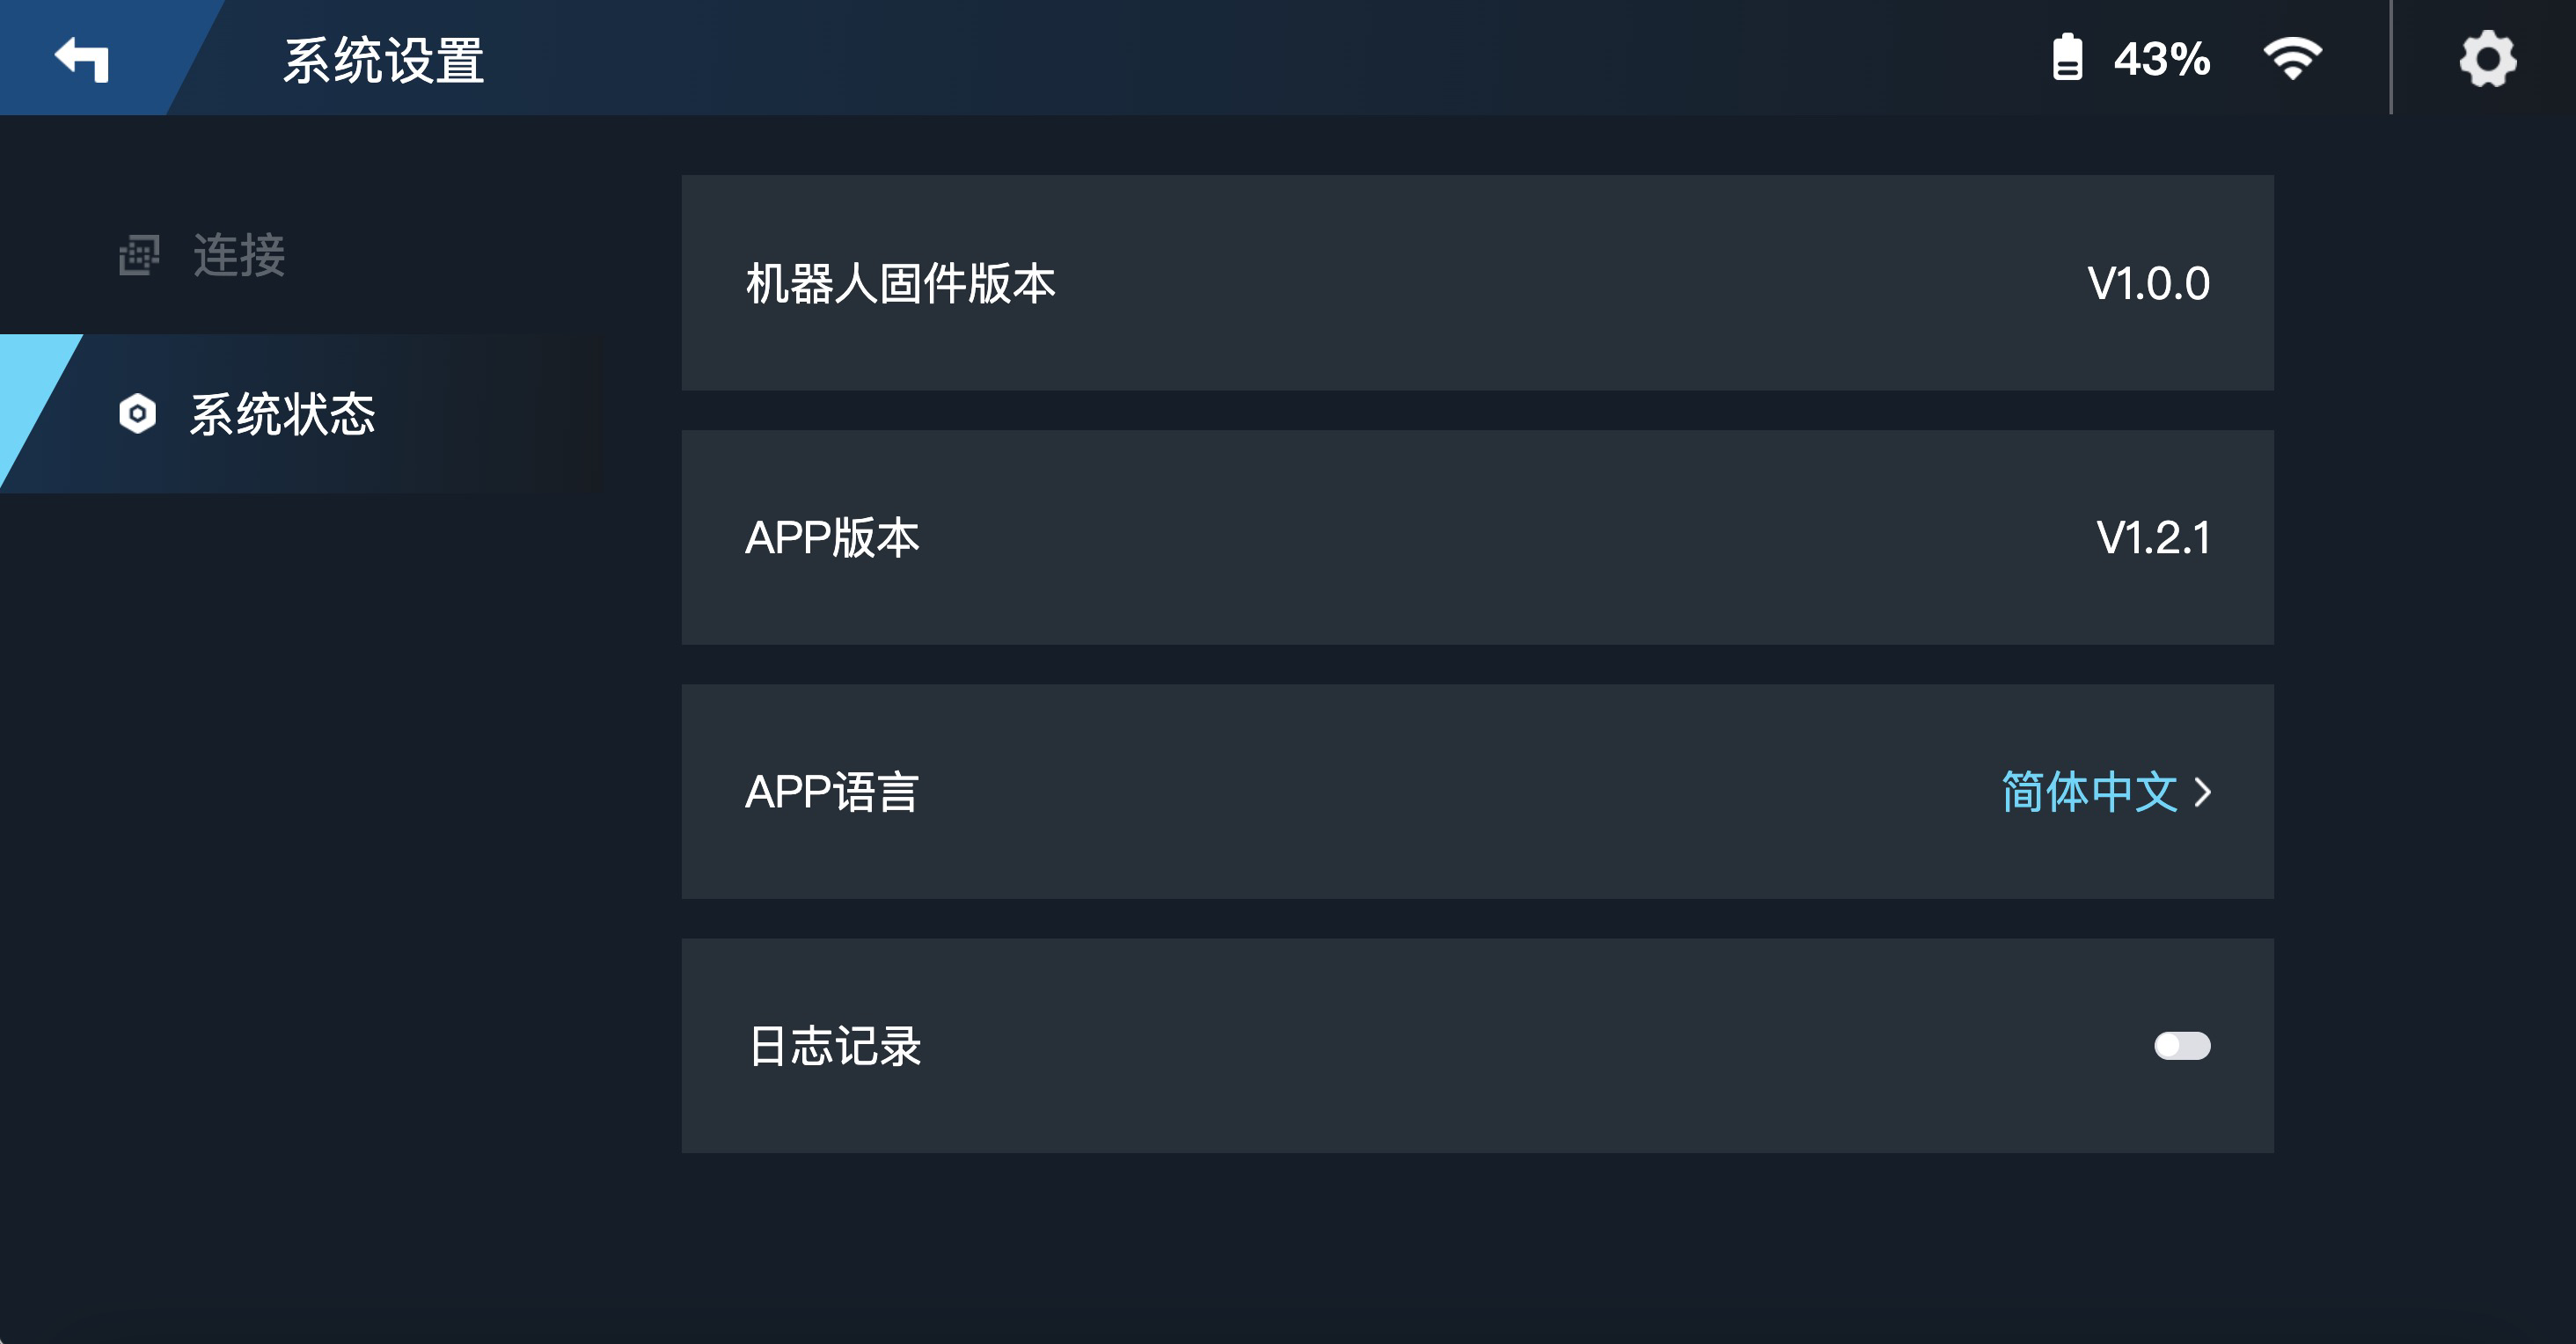 系统设置
43%
连接
系统状态
机器人固件版本 V1.0.0
APP版本 V1.2.1
APP语言 简体中文
日志记录